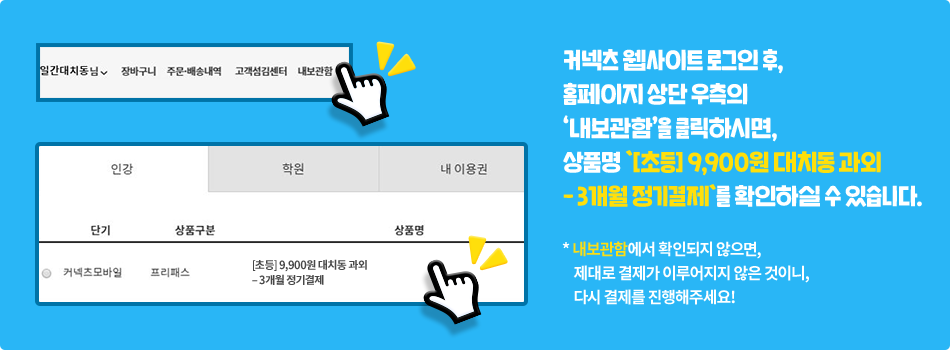 일간대치동님 장바구니 주문·배송내역 고객섬김센터 내보관함
인강 학원 내 이용권
단기 상품구분 상품명
커넥츠모바일 프리패스 [초등] 9,900원 대치동 과외
– 3개월 정기결제
커넥츠 웹사이트 로그인 후,
홈페이지 상단 우측의
‘내보관함’을 클릭하시면,
상품명 `[초등] 9,900원 대치동 과외
– 3개월 정기결제`를 확인하실 수 있습니다.
* 내보관함에서 확인되지 않으면,
제대로 결제가 이루어지지 않은 것이니,
다시 결제를 진행해주세요!